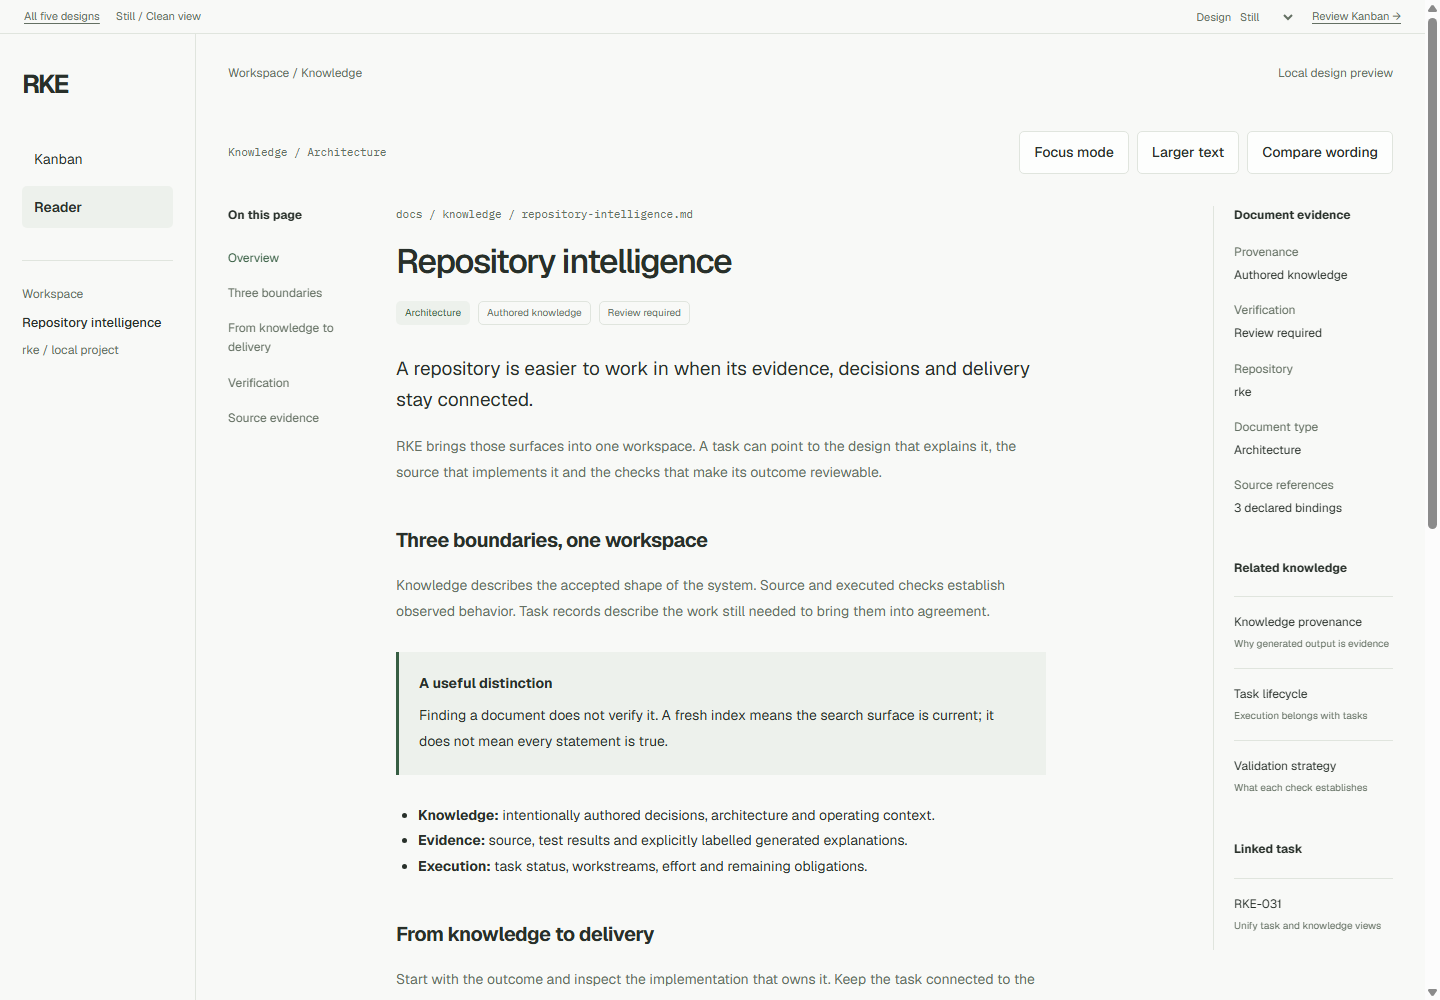 All five designs
Still / Clean view
Design
Still
Review Kanban →
RKE
Kanban
Reader
Workspace
Repository intelligence
rke / local project
Workspace / Knowledge
Local design preview
Knowledge / Architecture
Focus mode
Larger text
Compare wording
On this page
Overview
Three boundaries
From knowledge to
delivery
Verification
Source evidence
docs / knowledge / repository-intelligence.md
Repository intelligence
Architecture
Authored knowledge
Review required
A repository is easier to work in when its evidence, decisions and delivery
stay connected.
RKE brings those surfaces into one workspace. A task can point to the design that explains it, the
source that implements it and the checks that make its outcome reviewable.
Three boundaries, one workspace
Knowledge describes the accepted shape of the system. Source and executed checks establish
observed behavior. Task records describe the work still needed to bring them into agreement.
A useful distinction
Finding a document does not verify it. A fresh index means the search surface is current; it
does not mean every statement is true.
• Knowledge: intentionally authored decisions, architecture and operating context.
• Evidence: source, test results and explicitly labelled generated explanations.
• Execution: task status, workstreams, effort and remaining obligations.
From knowledge to delivery
Start with the outcome and inspect the implementation that owns it. Keep the task connected to the
Document evidence
Provenance
Authored knowledge
Verification
Review required
Repository
rke
Document type
Architecture
Source references
3 declared bindings
Related knowledge
Knowledge provenance
Why generated output is evidence
Task lifecycle
Execution belongs with tasks
Validation strategy
What each check establishes
Linked task
RKE-031
Unify task and knowledge views